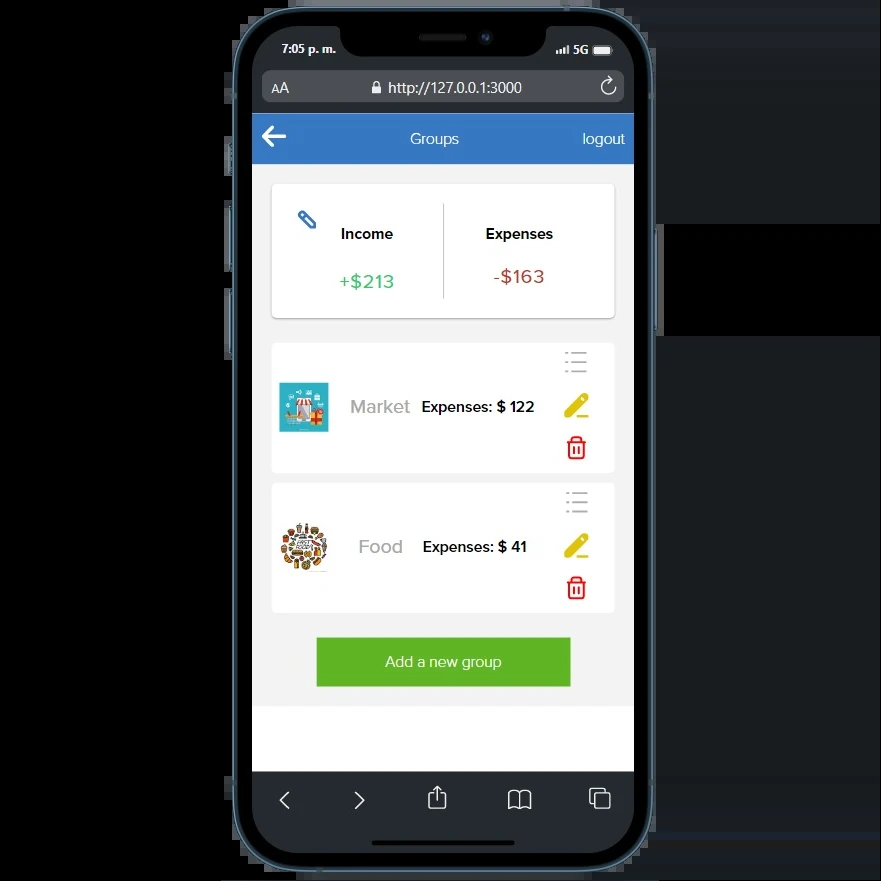 7:05 p. m. 5G
AA http://127.0.0.1:3000
Groups logout
Income Expenses
+$213 -$163
Market Expenses: $ 122
Food Expenses: $ 41
Add a new group